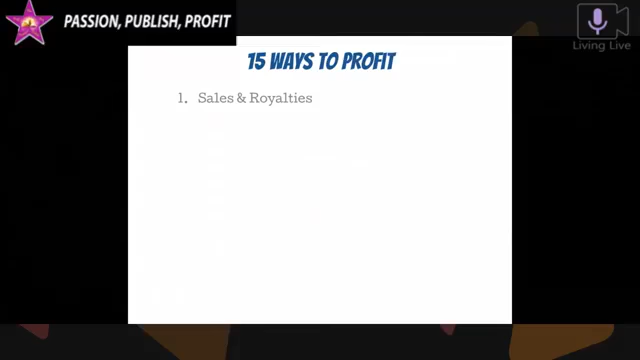 PASSION, PUBLISH, PROFIT
Living Live
15 WAYS TO PROFIT
1. Sales & Royalties